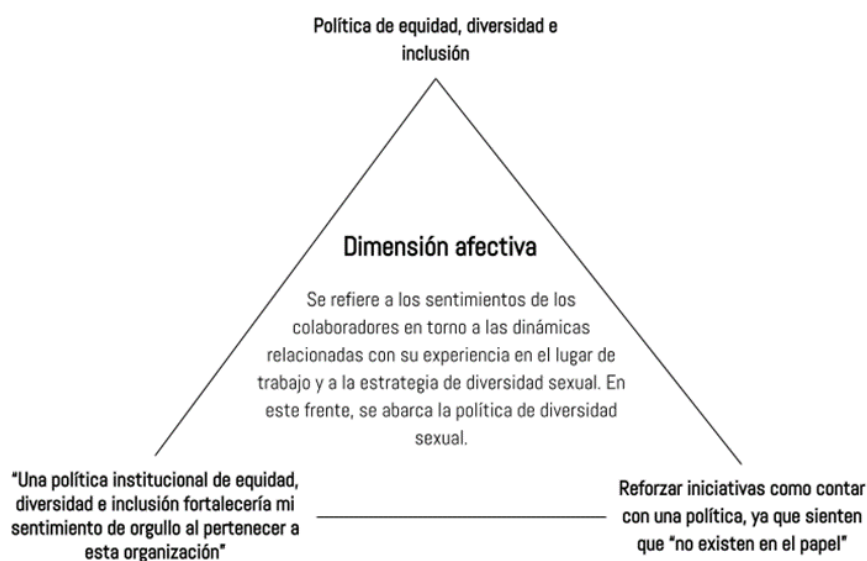 Política de equidad, diversidad e
inclusión
Dimensión afectiva
Se refiere a los sentimientos de los
colaboradores en torno a las dinámicas
relacionadas con su experiencia en el lugar de
trabajo y a la estrategia de diversidad sexual. En
este frente, se abarca la política de diversidad
sexual.
“Una política institucional de equidad,
diversidad e inclusión fortalecería mi
sentimiento de orgullo al pertenecer a
esta organización”
Reforzar iniciativas como contar
con una política, ya que sienten
que “no existen en el papel”